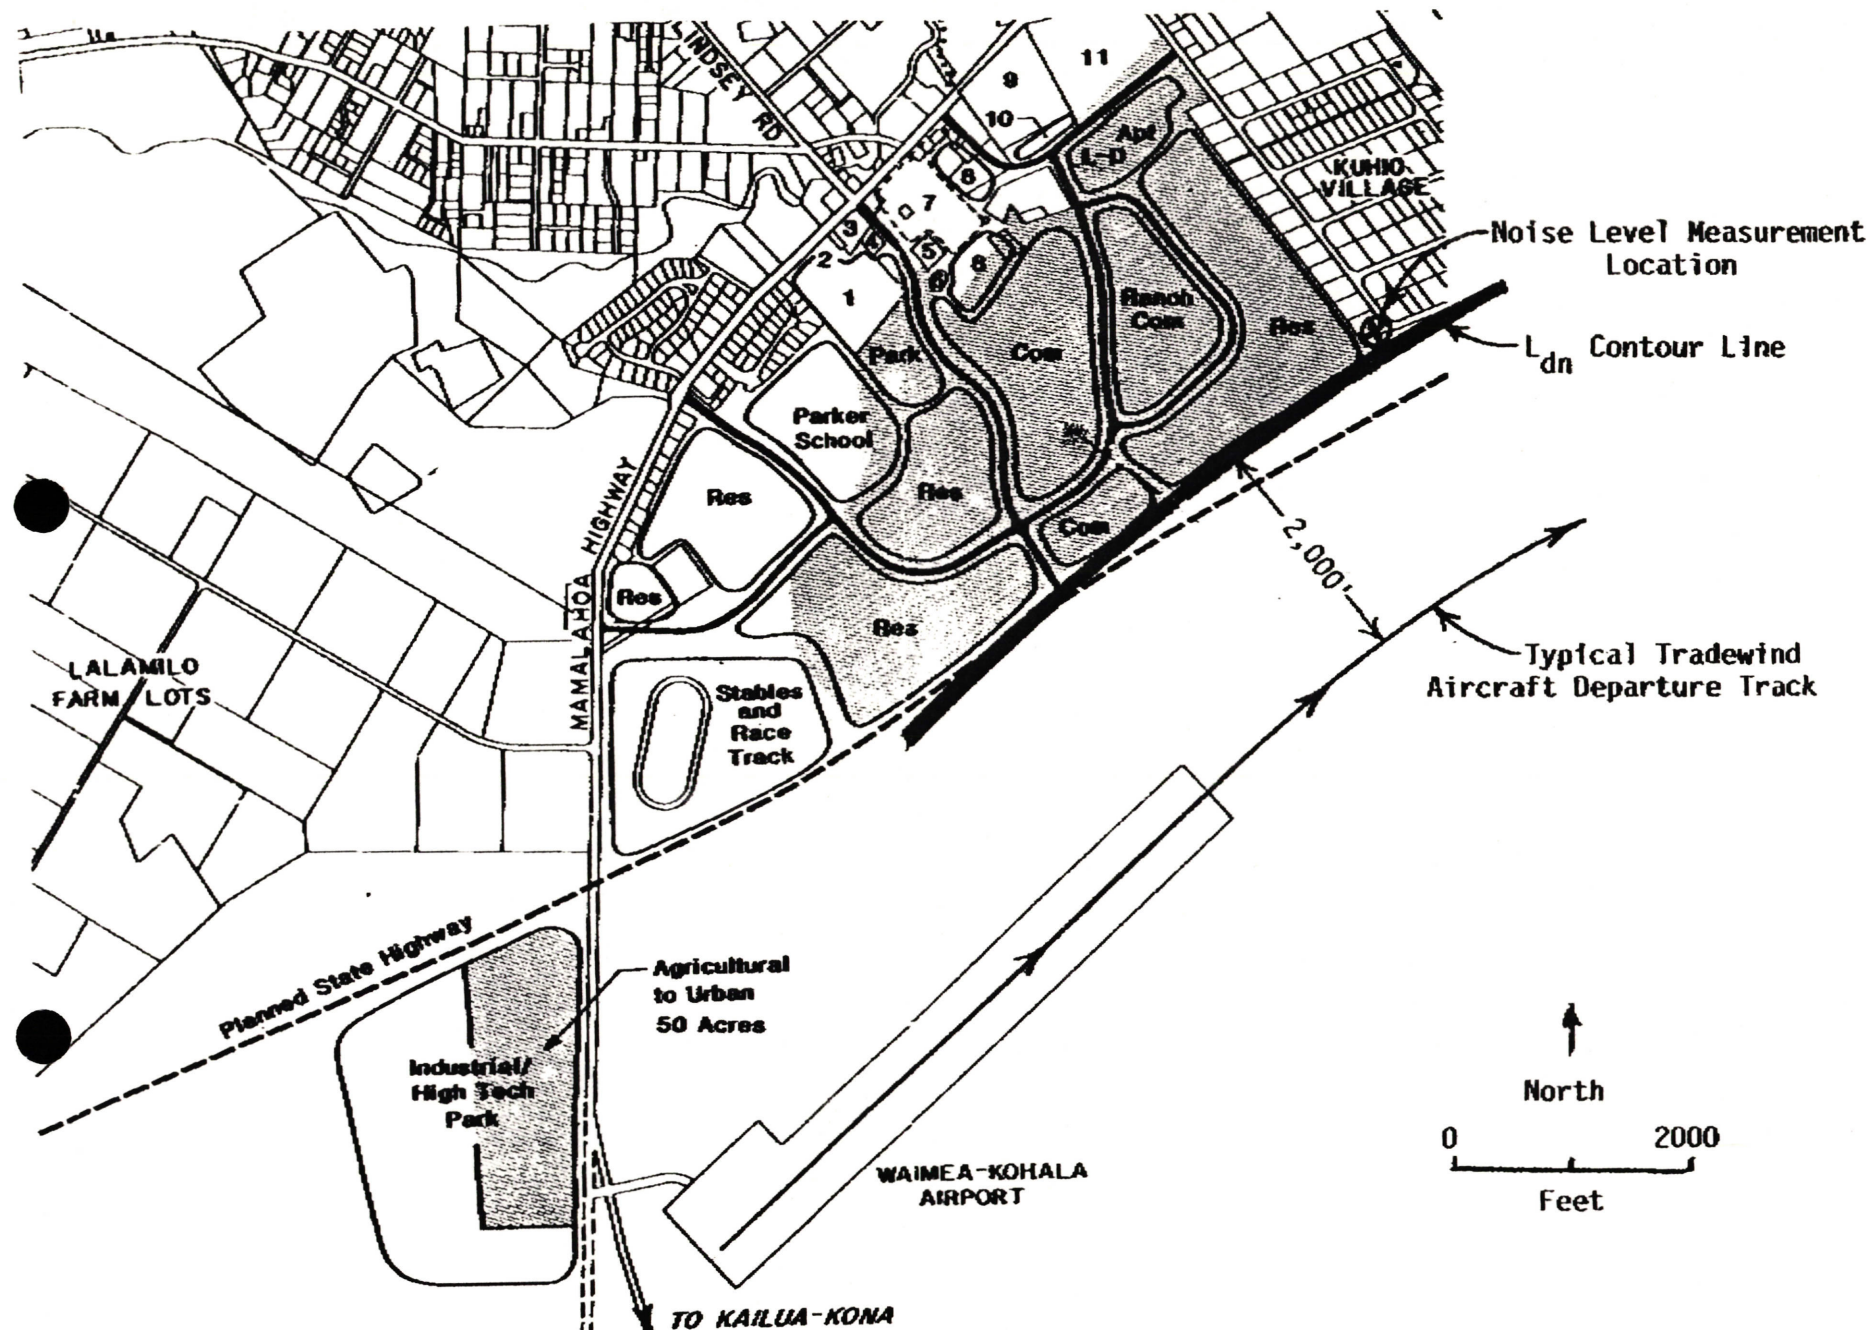 LINDSEY RD
9
11
10
Apt
L-D
KUHIO
VILLAGE
8
7
3
4
5
2
6
8
1
Noise Level Measurement
Location
Ranch
Com
Res
Ldn Contour Line
Park
Com
Parker
School
Res
Res
Com
2,000'
MAMALAHOA HIGHWAY
Res
Res
LALAMILO
FARM LOTS
Typical Tradewind
Aircraft Departure Track
Stables
and
Race
Track
Planned State Highway
Agricultural
to Urban
50 Acres
Industrial/
High Tech
Park
North
0 2000
Feet
WAIMEA-KOHALA
AIRPORT
TO KAILUA-KONA